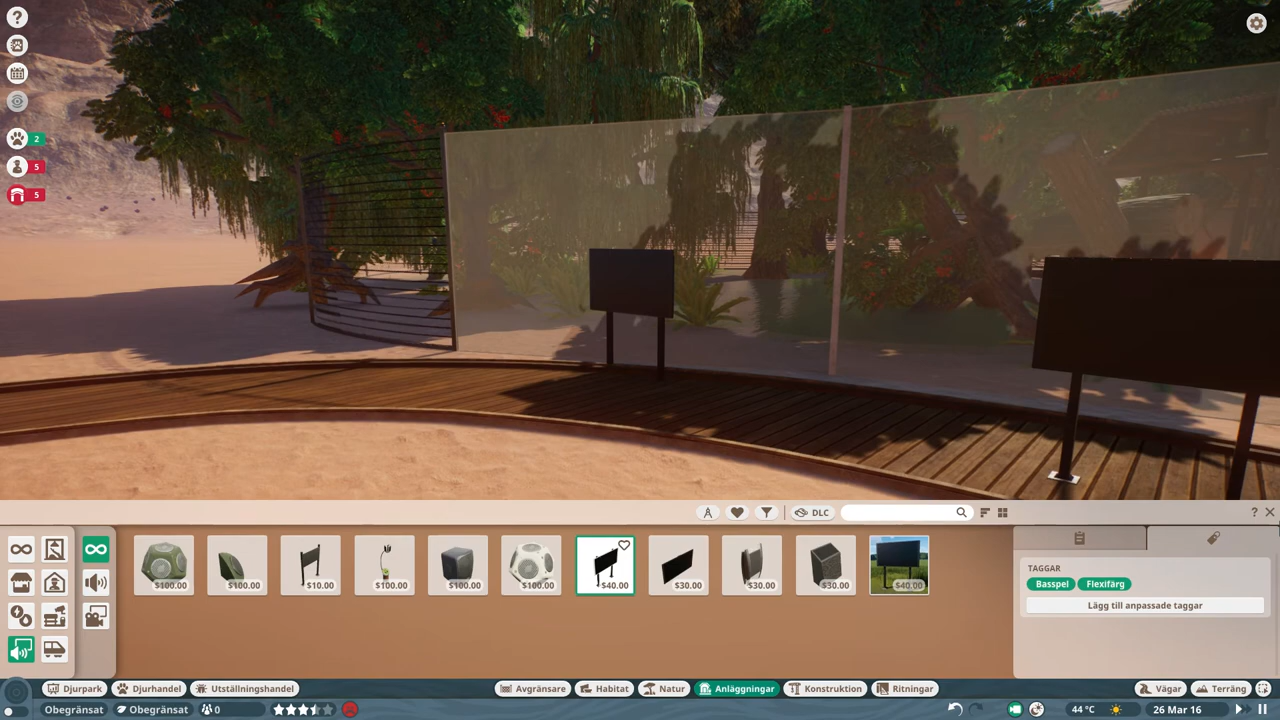 ?
2
5
5
DLC
?
$100.00
$100.00
$10.00
$100.00
$100.00
$100.00
$40.00
$30.00
$30.00
$30.00
$40.00
TAGGAR
Basspel
Flexifärg
Lägg till anpassade taggar
Djurpark
Djurhandel
Utställningshandel
Avgränsare
Habitat
Natur
Anläggningar
Konstruktion
Ritningar
Vägar
Terräng
Obegränsat
Obegränsat
0
44 °C
26 Mar 16